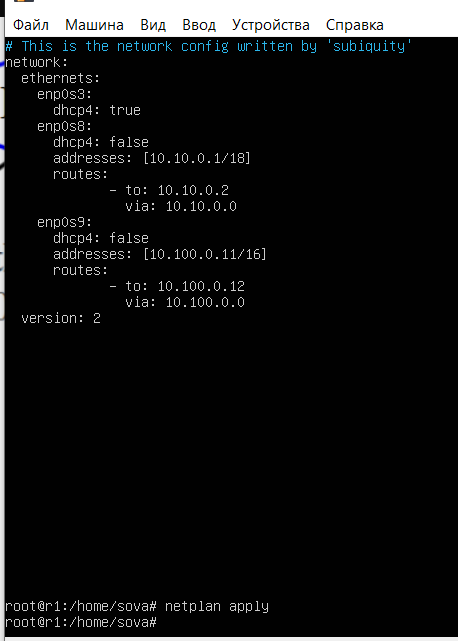 Файл Машина Вид Ввод Устройства Справка
# This is the network config written by 'subiquity'
network:
  ethernets:
    enp0s3:
      dhcp4: true
    enp0s8:
      dhcp4: false
      addresses: [10.10.0.1/18]
      routes:
             - to: 10.10.0.2
               via: 10.10.0.0
    enp0s9:
      dhcp4: false
      addresses: [10.100.0.11/16]
      routes:
             - to: 10.100.0.12
               via: 10.100.0.0
  version: 2
root@r1:/home/sova# netplan apply
root@r1:/home/sova#